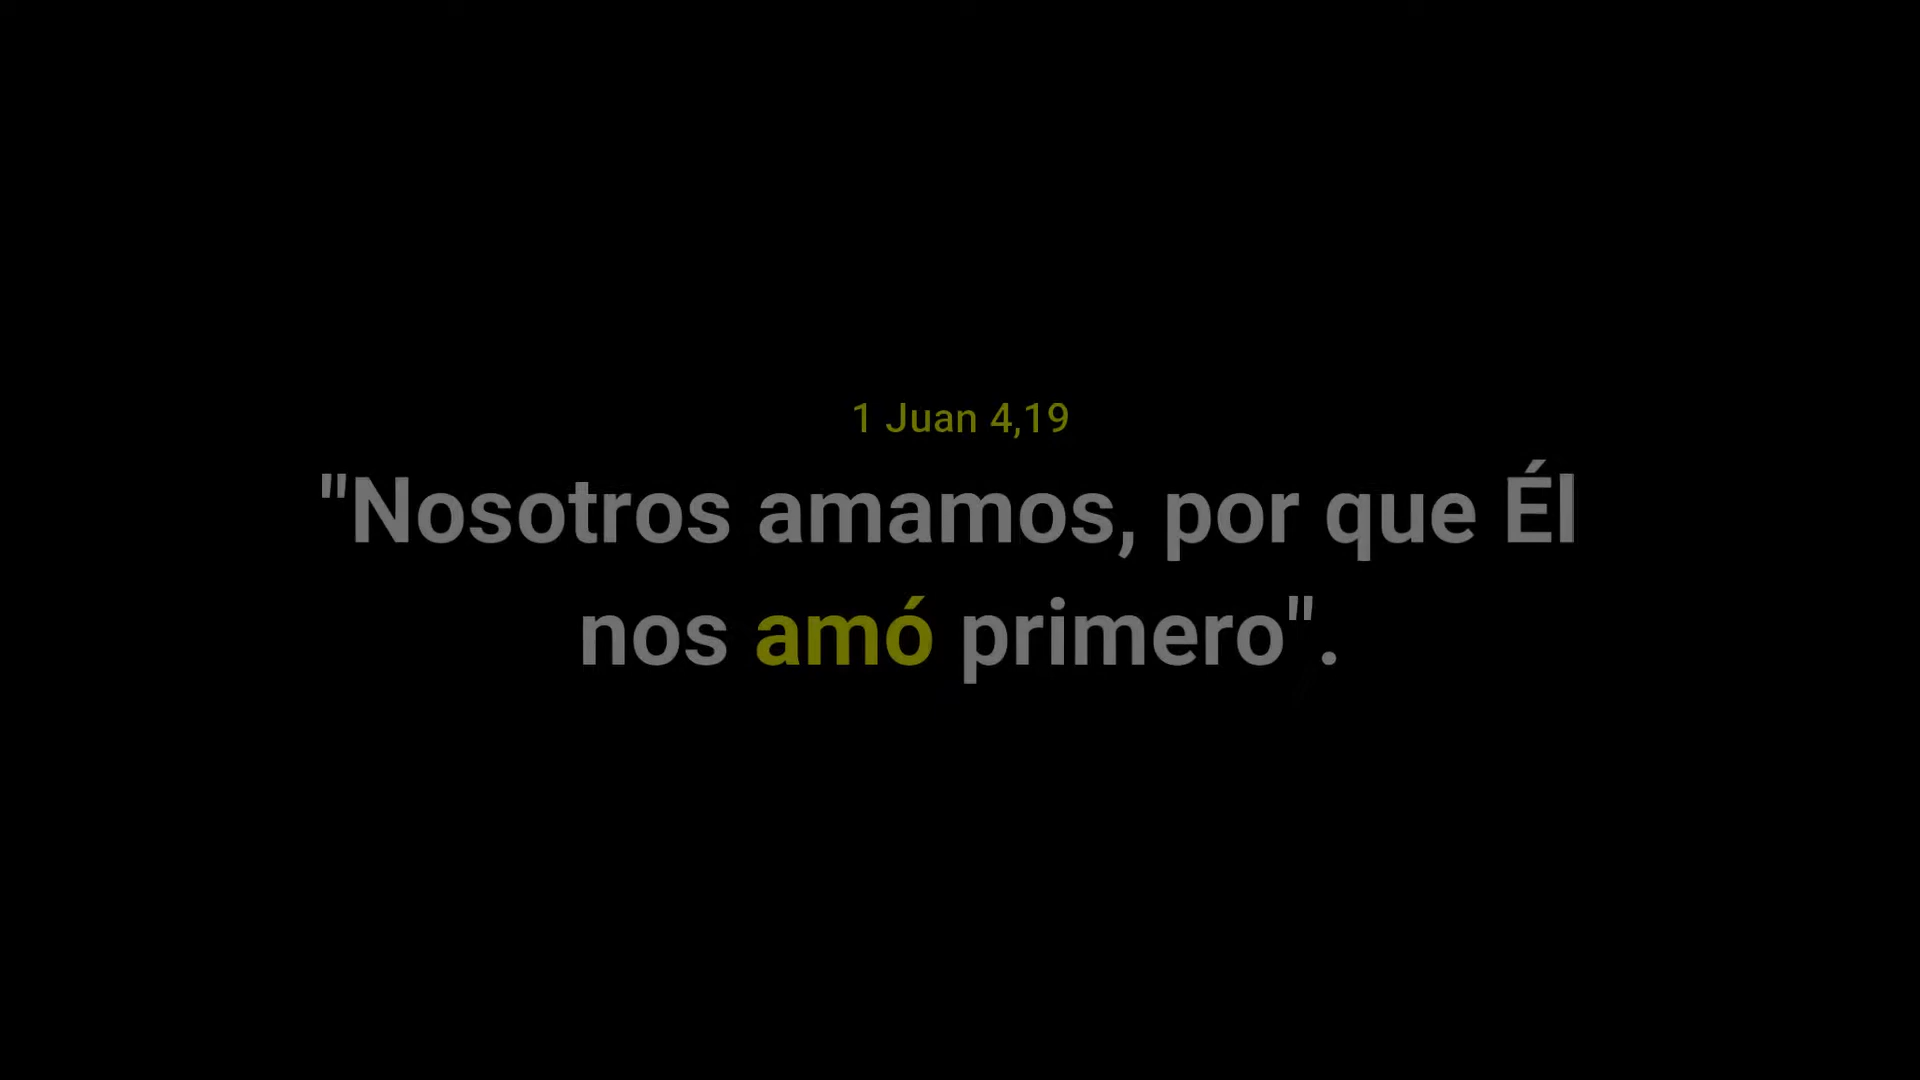 1 Juan 4,19
"Nosotros amamos, por que Él
nos amó primero".